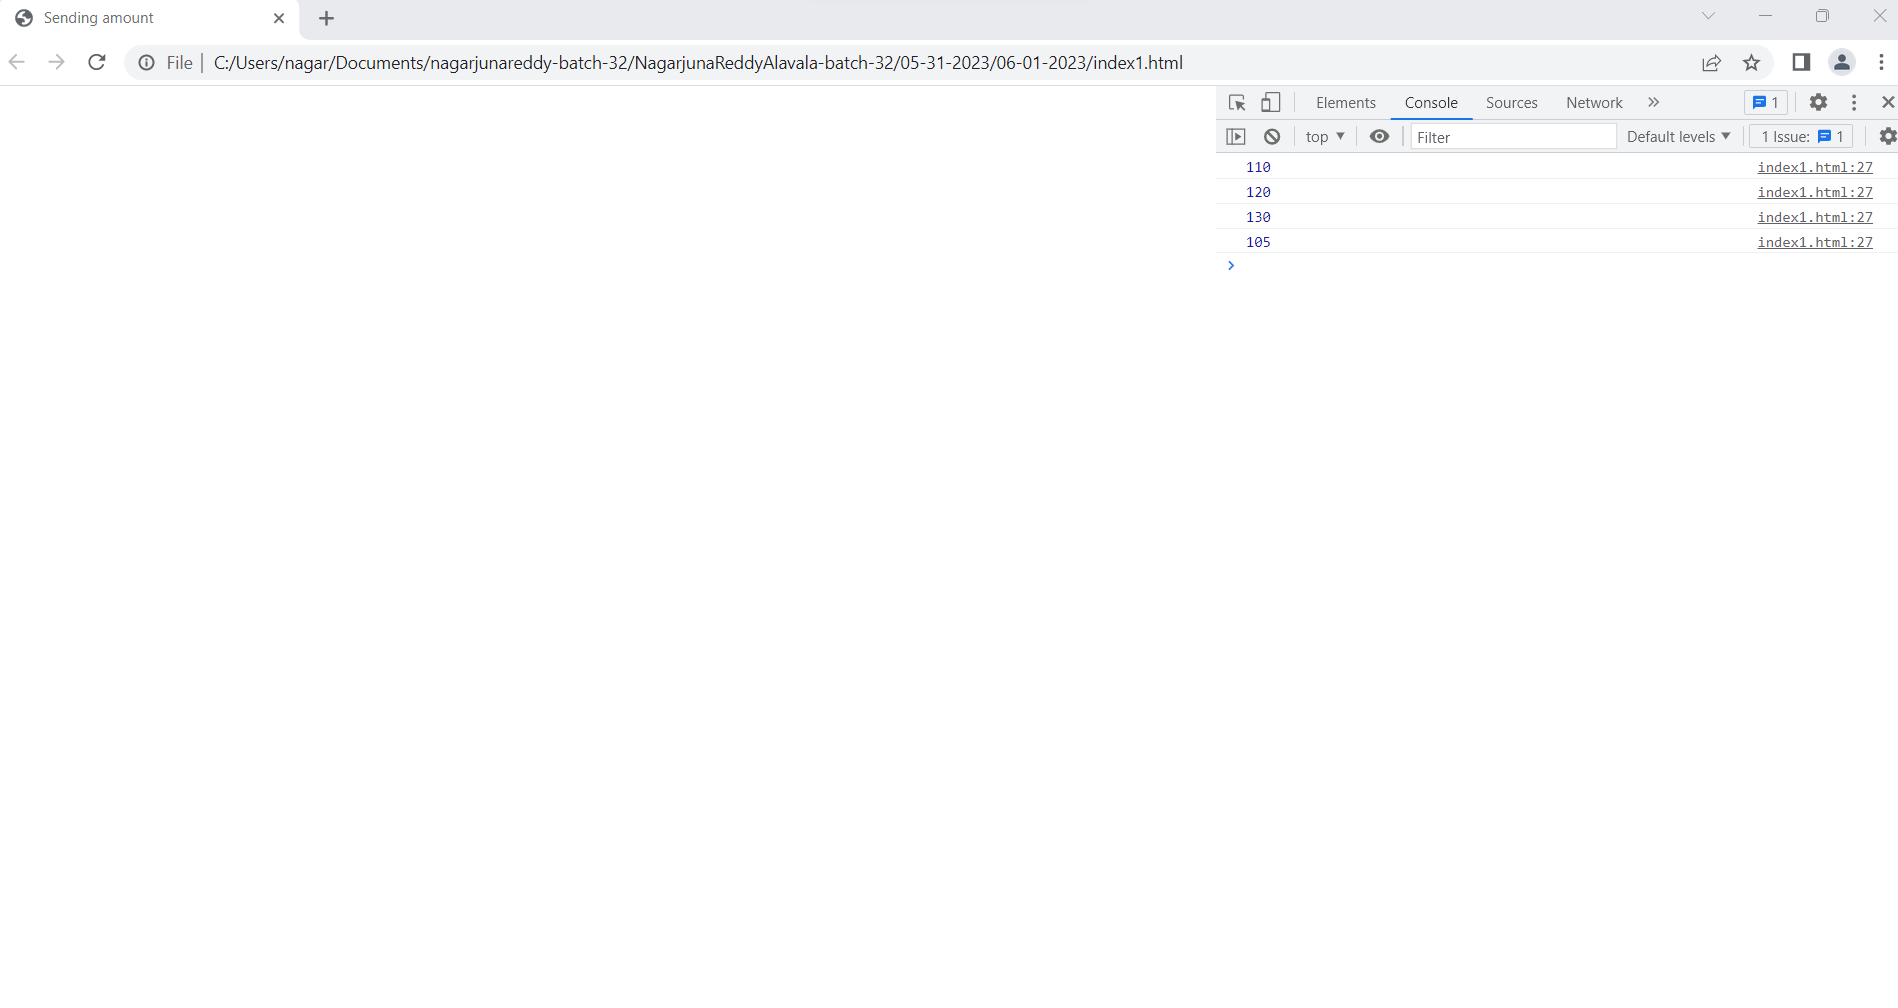 Sending amount
File | C:/Users/nagar/Documents/nagarjunareddy-batch-32/NagarjunaReddyAlavala-batch-32/05-31-2023/06-01-2023/index1.html
Elements Console Sources Network » 1
top Filter Default levels 1 Issue: 1
110 index1.html:27
120 index1.html:27
130 index1.html:27
105 index1.html:27